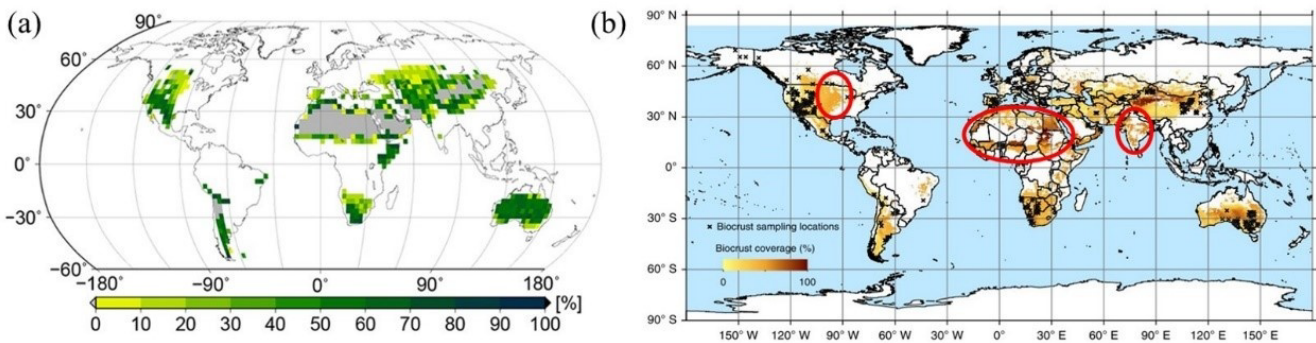 (a)
90°
60°
30°
0°
−30°
−60°
−180°
−90°
0°
90°
180°
[%]
0 10 20 30 40 50 60 70 80 90 100
(b)
90° N
60° N
30° N
0°
30° S
60° S
90° S
× Biocrust sampling locations
Biocrust coverage (%)
0 100
150° W 120° W 90° W 60° W 30° W 0° 30° E 60° E 90° E 120° E 150° E